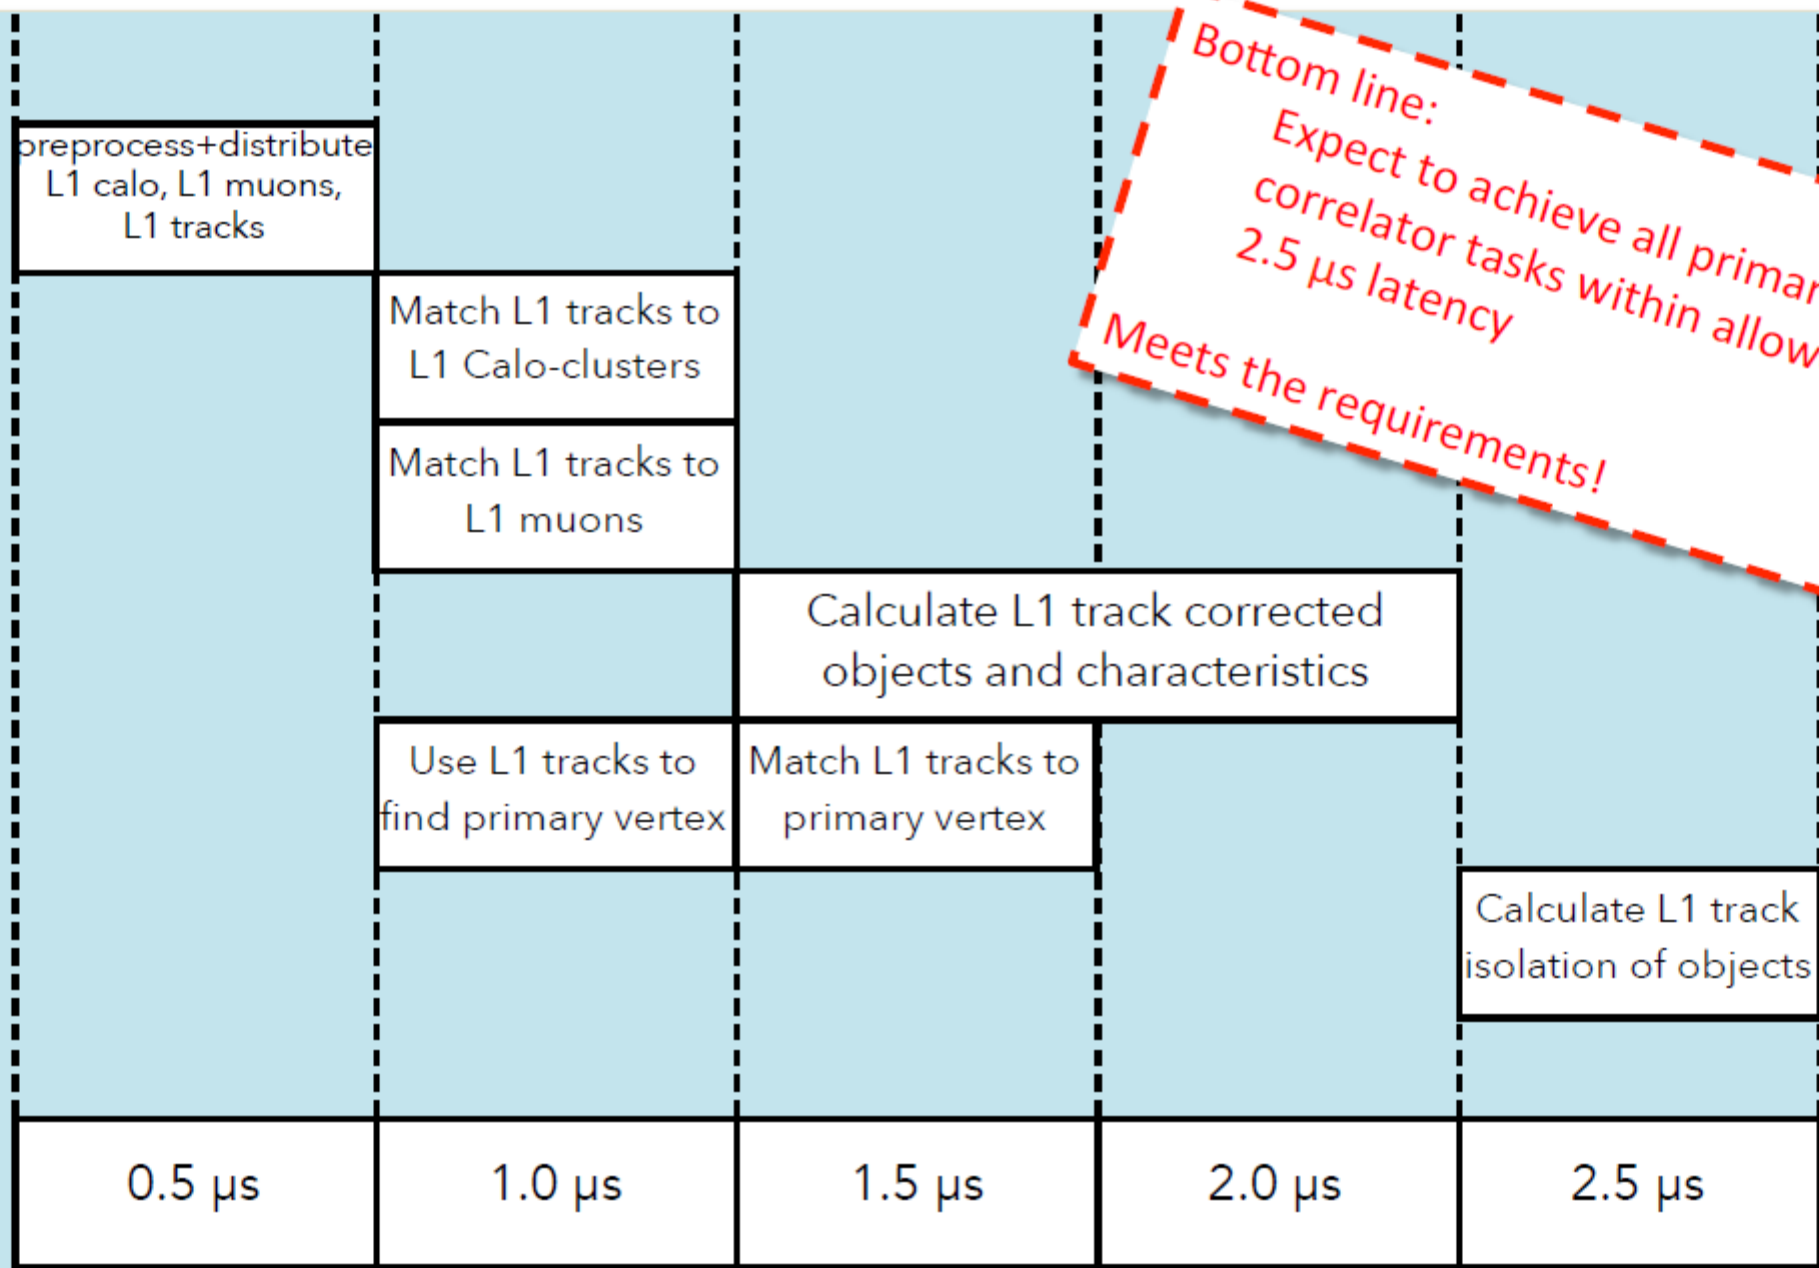 Bottom line:
Expect to achieve all primar
correlator tasks within allow
2.5 µs latency
Meets the requirements!
preprocess+distribute
L1 calo, L1 muons,
L1 tracks
Match L1 tracks to
L1 Calo-clusters
Match L1 tracks to
L1 muons
Calculate L1 track corrected
objects and characteristics
Use L1 tracks to
find primary vertex
Match L1 tracks to
primary vertex
Calculate L1 track
isolation of objects
0.5 µs
1.0 µs
1.5 µs
2.0 µs
2.5 µs